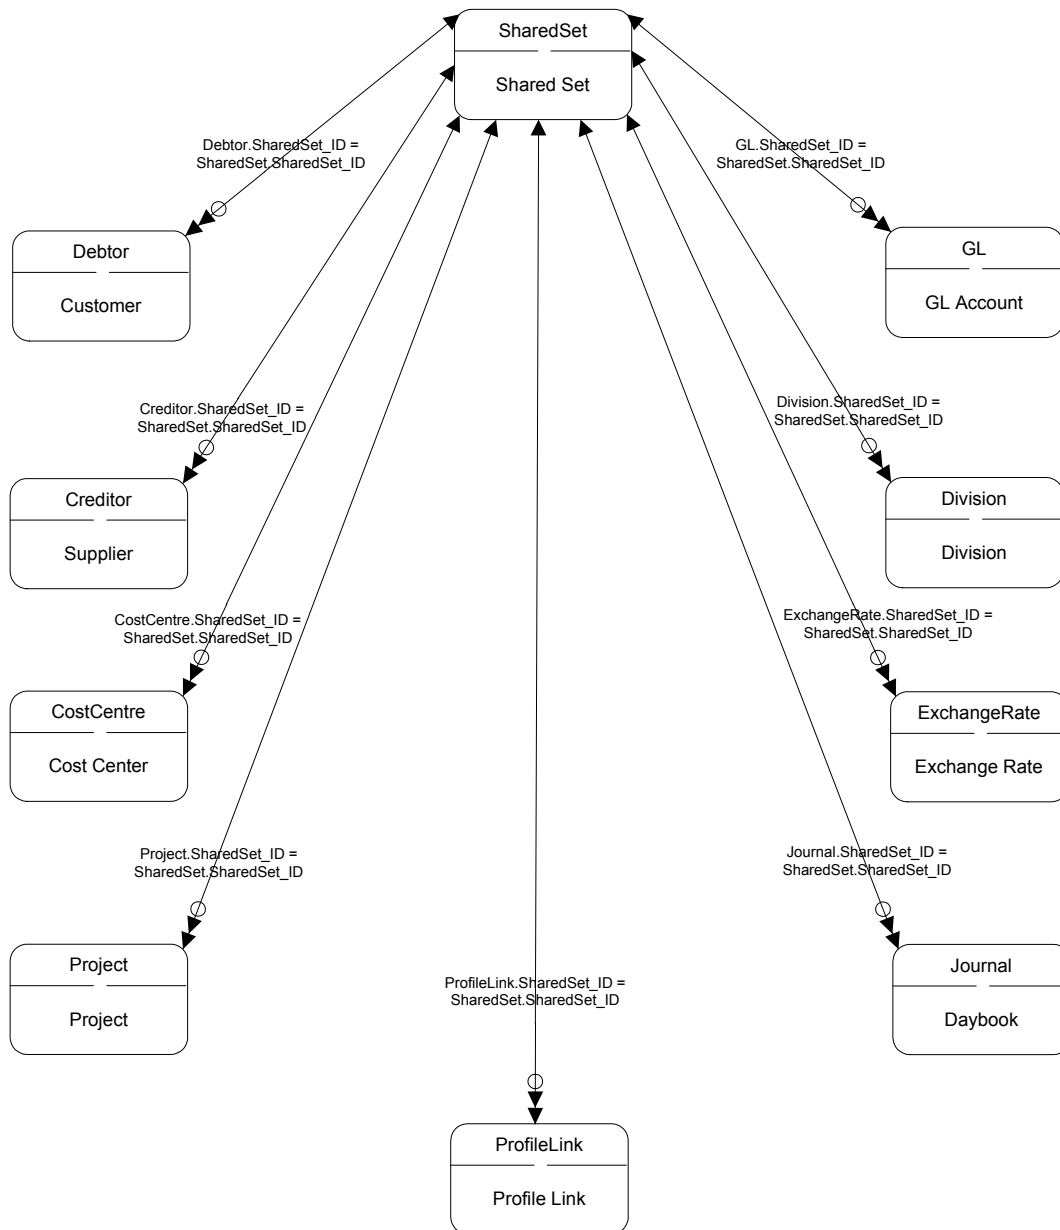 SharedSet
Shared Set
Debtor.SharedSet_ID =
SharedSet.SharedSet_ID
GL.SharedSet_ID =
SharedSet.SharedSet_ID
Debtor
Customer
GL
GL Account
Creditor.SharedSet_ID =
SharedSet.SharedSet_ID
Division.SharedSet_ID =
SharedSet.SharedSet_ID
Creditor
Supplier
Division
Division
CostCentre.SharedSet_ID =
SharedSet.SharedSet_ID
ExchangeRate.SharedSet_ID =
SharedSet.SharedSet_ID
CostCentre
Cost Center
ExchangeRate
Exchange Rate
Project.SharedSet_ID =
SharedSet.SharedSet_ID
Journal.SharedSet_ID =
SharedSet.SharedSet_ID
Project
Project
Journal
Daybook
ProfileLink.SharedSet_ID =
SharedSet.SharedSet_ID
ProfileLink
Profile Link